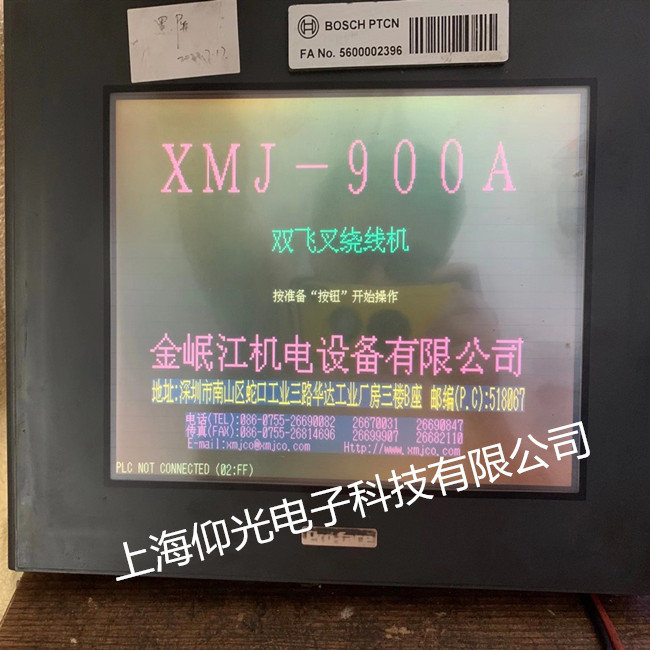 BOSCH PTCN
FA No. 5600002396
XMJ-900A
双飞叉绕线机
按准备“按钮”开始操作
金岷江机电设备有限公司
地址:深圳市南山区蛇口工业三路华达工业厂房三楼B座 邮编(P.C):518067
电话(TEL):086-0755-26690082 26670031 26690847
传真(FAX):086-0755-26814696 26699907 26682110
E-mail:xmjco@xmjco.com Http://www.xmjco.com
PLC NOT CONNECTED (02:FF)
上海仰光电子科技有限公司